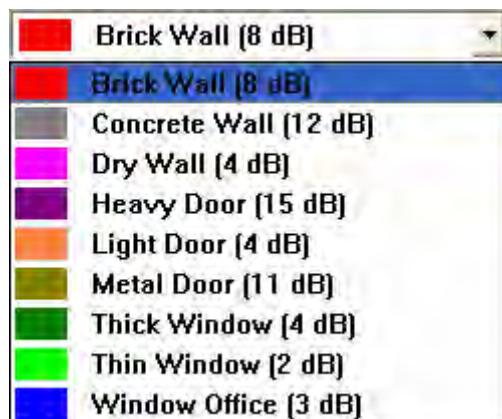 Brick Wall (8 dB)
Brick Wall (8 dB)
Concrete Wall (12 dB)
Dry Wall (4 dB)
Heavy Door (15 dB)
Light Door (4 dB)
Metal Door (11 dB)
Thick Window (4 dB)
Thin Window (2 dB)
Window Office (3 dB)